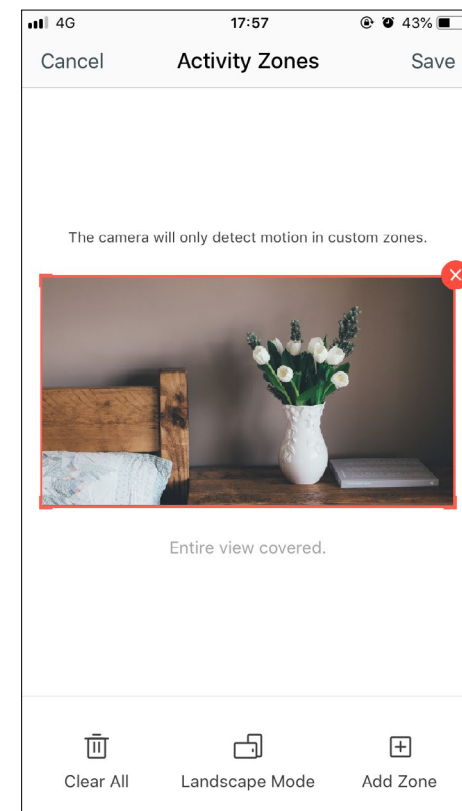 4G 17:57 43%
Cancel Activity Zones Save
The camera will only detect motion in custom zones.
Entire view covered.
Clear All Landscape Mode Add Zone